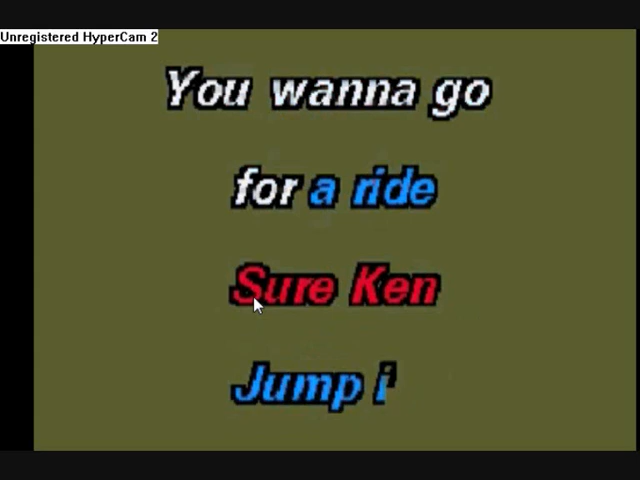 Unregistered HyperCam 2
You wanna go
for a ride
Sure Ken
Jump i